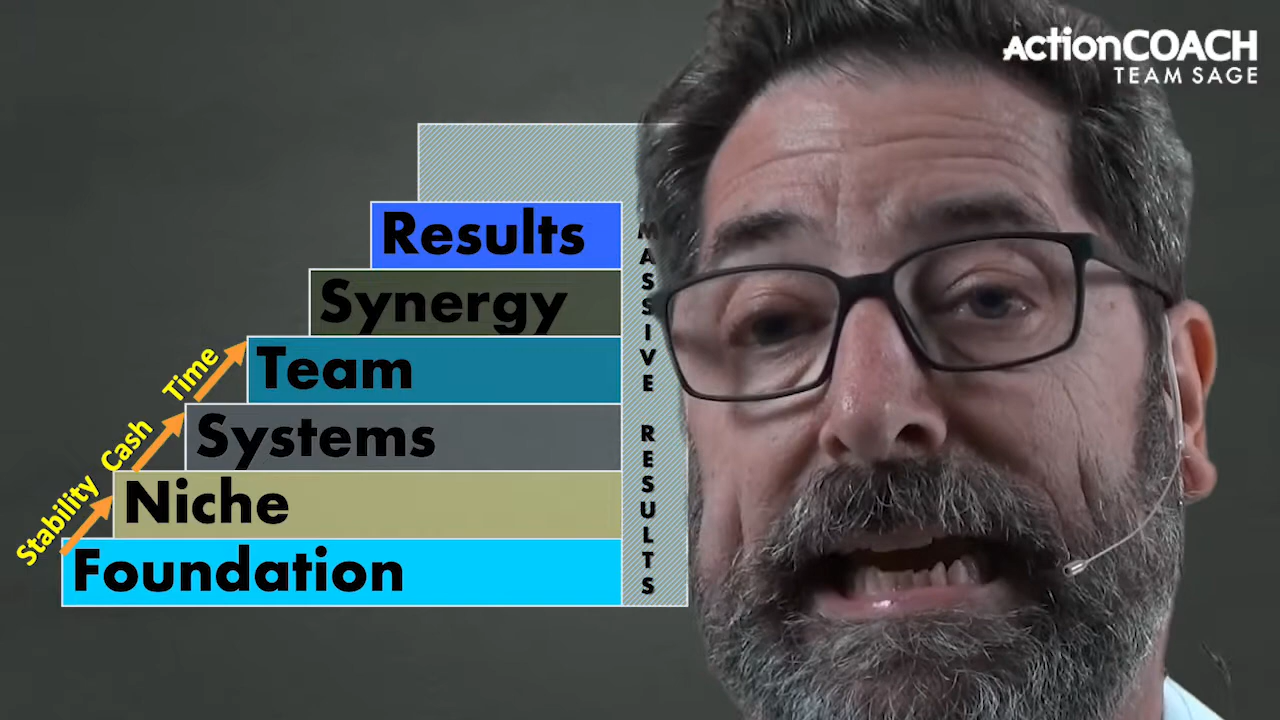 ActionCOACH
TEAM SAGE
Results
Synergy
Team
Systems
Niche
Foundation
Time
Cash
Stability
MASSIVE RESULTS